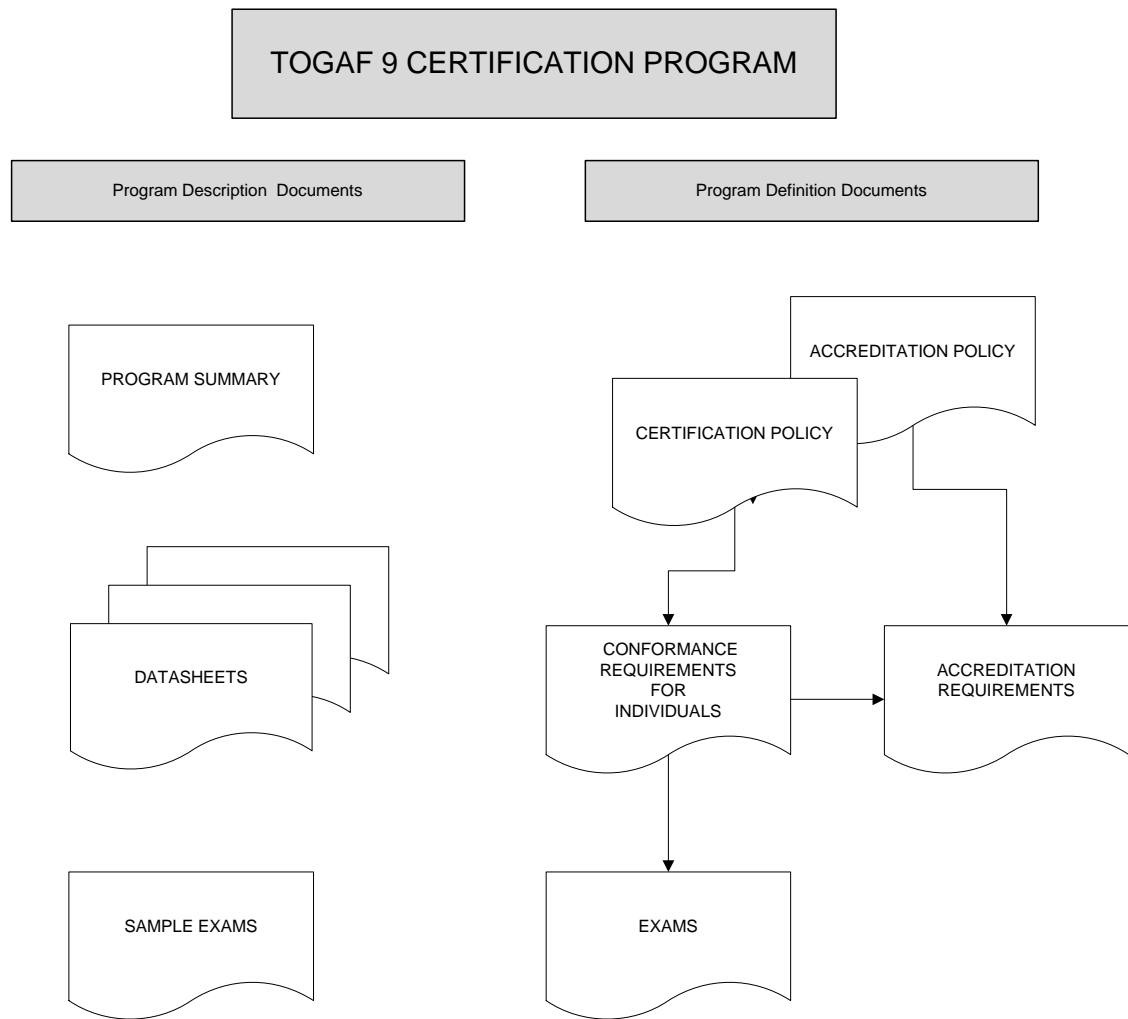 TOGAF 9 CERTIFICATION PROGRAM
Program Description Documents
Program Definition Documents
PROGRAM SUMMARY
ACCREDITATION POLICY
CERTIFICATION POLICY
DATASHEETS
CONFORMANCE
REQUIREMENTS
FOR
INDIVIDUALS
ACCREDITATION
REQUIREMENTS
SAMPLE EXAMS
EXAMS